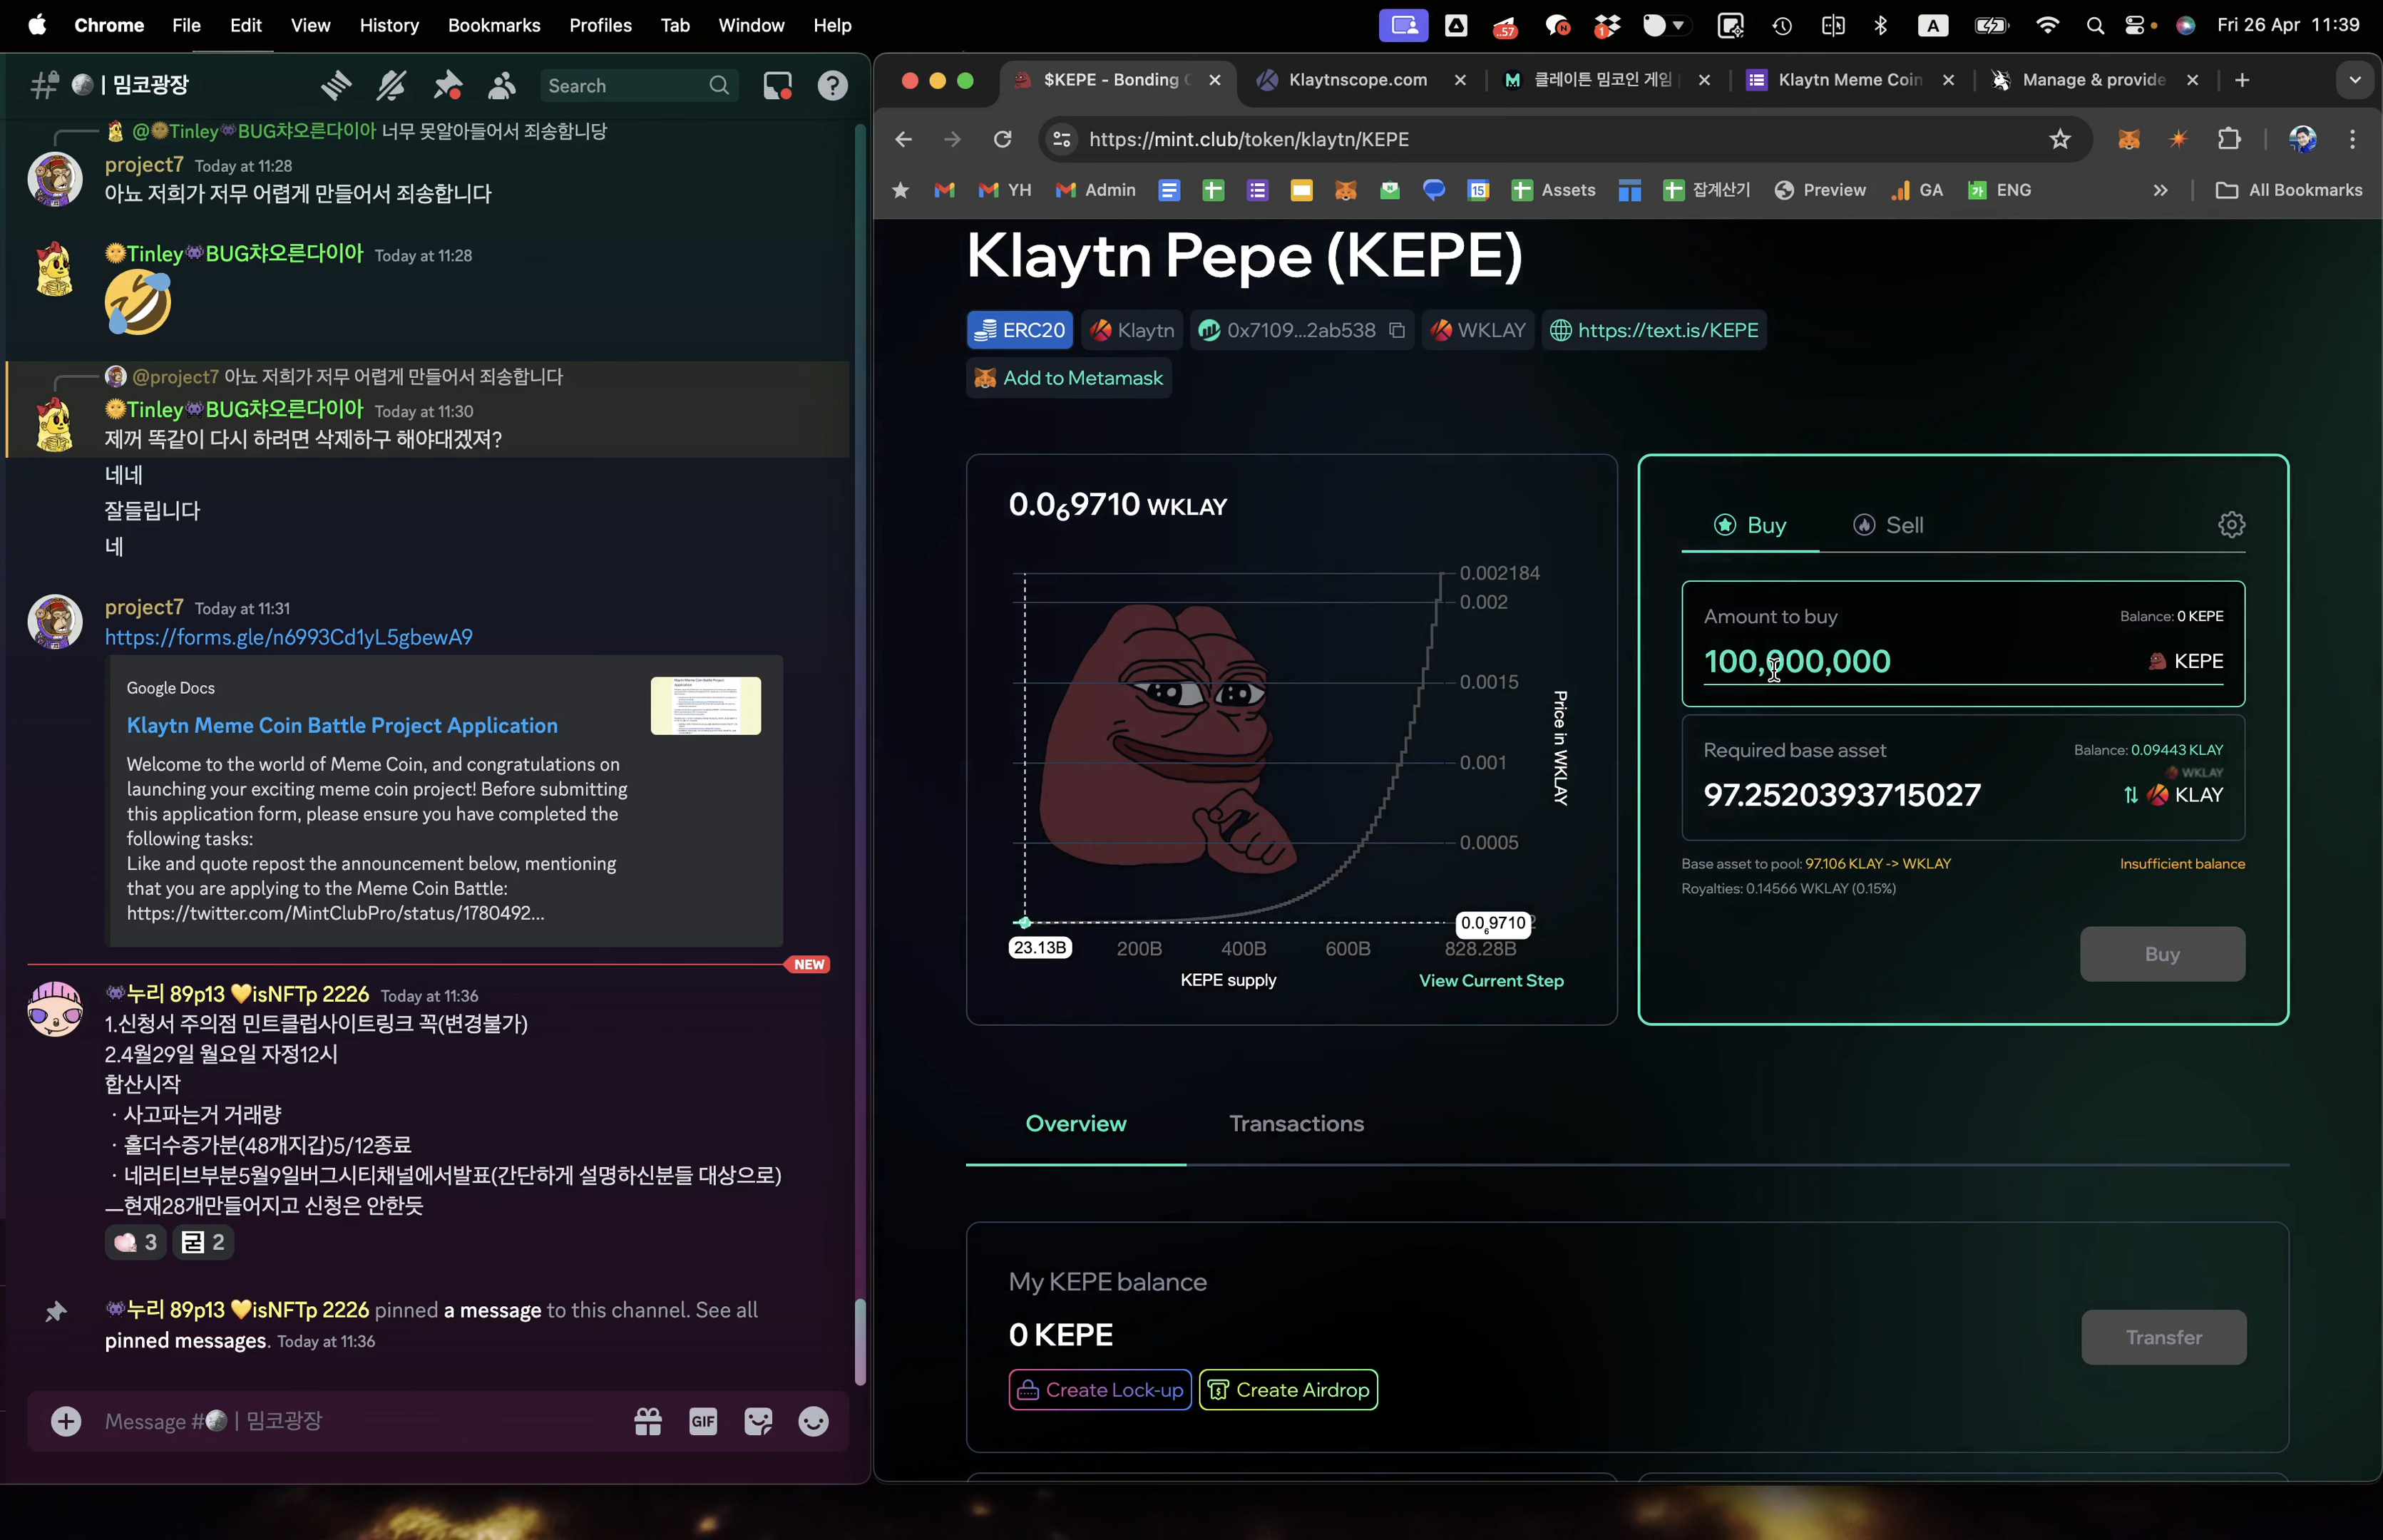 Chrome File Edit View History Bookmarks Profiles Tab Window Help
..57
N
1
A
Fri 26 Apr 11:39
| 밈코광장
Search
@🌞Tinley👾BUG챠오른다이아 너무 못알아들어서 죄송합니당
project7 Today at 11:28
아뇨 저희가 저무 어렵게 만들어서 죄송합니다
🌞Tinley👾BUG챠오른다이아 Today at 11:28
🤣
@project7 아뇨 저희가 저무 어렵게 만들어서 죄송합니다
🌞Tinley👾BUG챠오른다이아 Today at 11:30
제꺼 똑같이 다시 하려면 삭제하구 해야대겠져?
네네
잘들립니다
네
project7 Today at 11:31
https://forms.gle/n6993Cd1yL5gbewA9
Google Docs
Klaytn Meme Coin Battle Project Application
Welcome to the world of Meme Coin, and congratulations on
launching your exciting meme coin project! Before submitting
this application form, please ensure you have completed the
following tasks:
Like and quote repost the announcement below, mentioning
that you are applying to the Meme Coin Battle:
https://twitter.com/MintClubPro/status/1780492...
NEW
👾누리 89p13 💛isNFTp 2226 Today at 11:36
1.신청서 주의점 민트클럽사이트링크 꼭(변경불가)
2.4월29일 월요일 자정12시
합산시작
· 사고파는거 거래량
· 홀더수증가분(48개지갑)5/12종료
· 네러티브부분5월9일버그시티채널에서발표(간단하게 설명하신분들 대상으로)
—현재28개만들어지고 신청은 안한듯
3
굳 2
👾누리 89p13 💛isNFTp 2226 pinned a message to this channel. See all
pinned messages. Today at 11:36
Message #🌑 | 밈코광장
GIF
$KEPE - Bonding C
Klaytnscope.com
클레이튼 밈코인 게임
Klaytn Meme Coin
Manage & provide
https://mint.club/token/klaytn/KEPE
YH
Admin
15
Assets
잡계산기
Preview
GA
ENG
All Bookmarks
Klaytn Pepe (KEPE)
ERC20
Klaytn
0x7109...2ab538
WKLAY
https://text.is/KEPE
Add to Metamask
0.0₆9710 WKLAY
0.002184
0.002
0.0015
0.001
0.0005
Price in WKLAY
0.0₆9710
23.13B
200B
400B
600B
828.28B
KEPE supply
View Current Step
Buy
Sell
Amount to buy
Balance: 0 KEPE
100,000,000
KEPE
Required base asset
Balance: 0.09443 KLAY
WKLAY
97.2520393715027
KLAY
Base asset to pool: 97.106 KLAY -> WKLAY
Insufficient balance
Royalties: 0.14566 WKLAY (0.15%)
Buy
Overview
Transactions
My KEPE balance
0 KEPE
Transfer
Create Lock-up
Create Airdrop